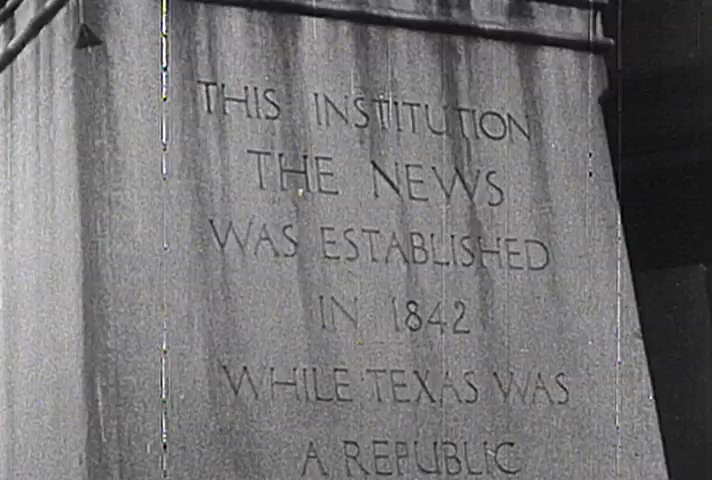 THIS INSTITUTION
THE NEWS
WAS ESTABLISHED
IN 1842
WHILE TEXAS WAS
A REPUBLIC